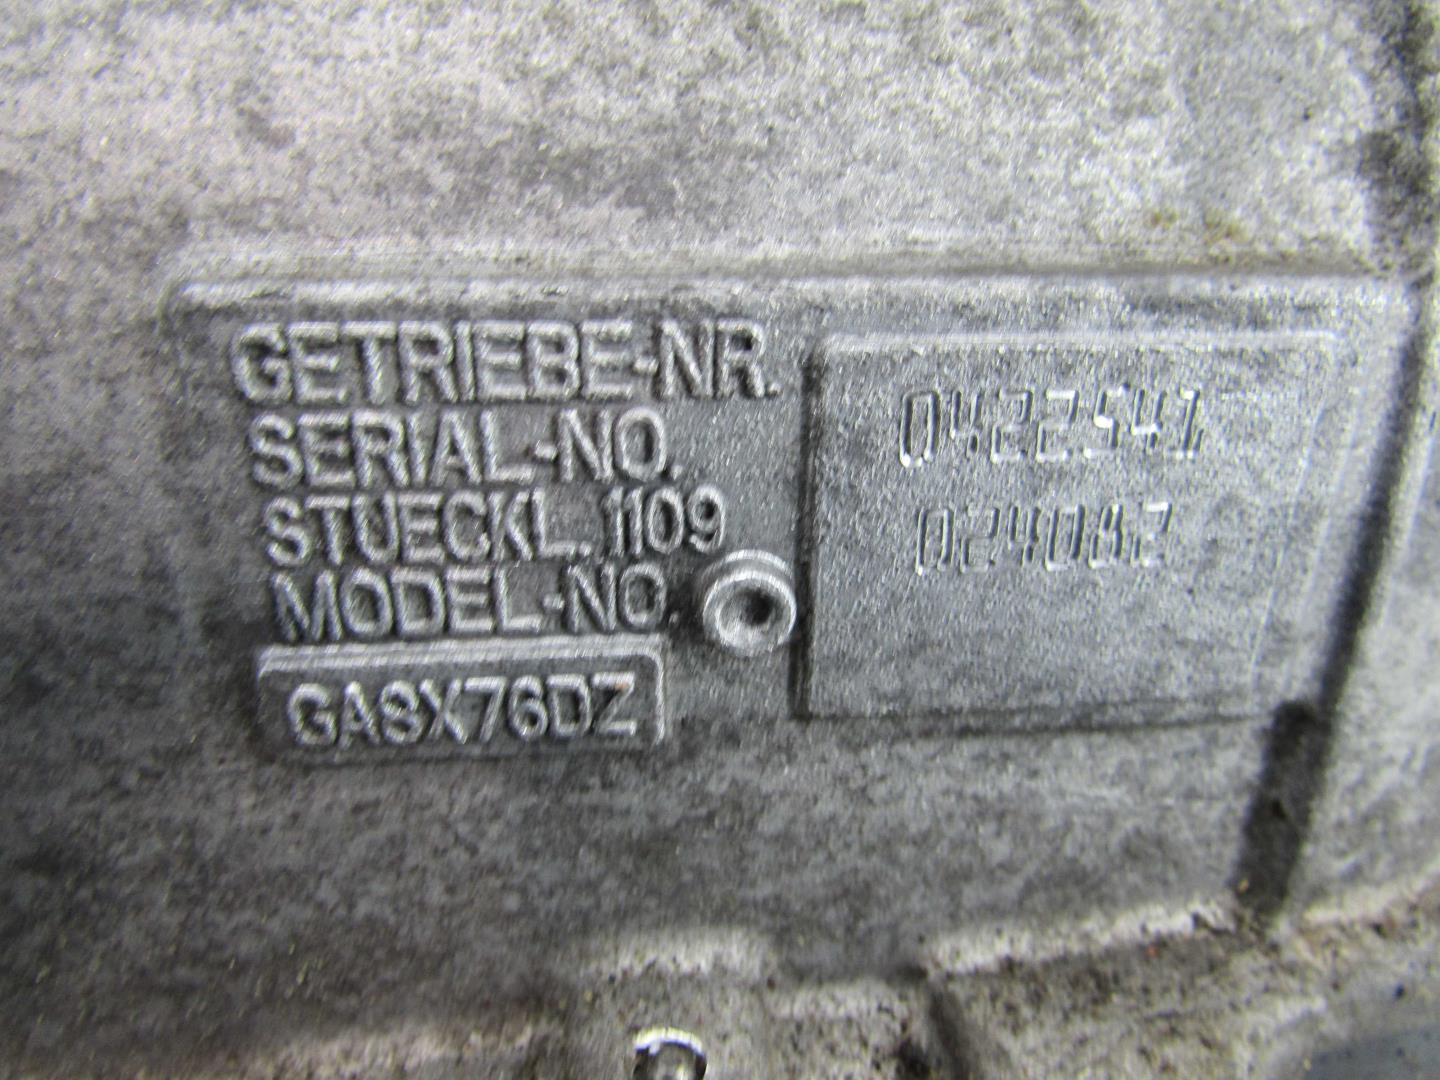 GETRIEBE-NR.
SERIAL-NO. 0422541
STUECKL. 1109
MODEL-NO. 024082
GA8X76DZ